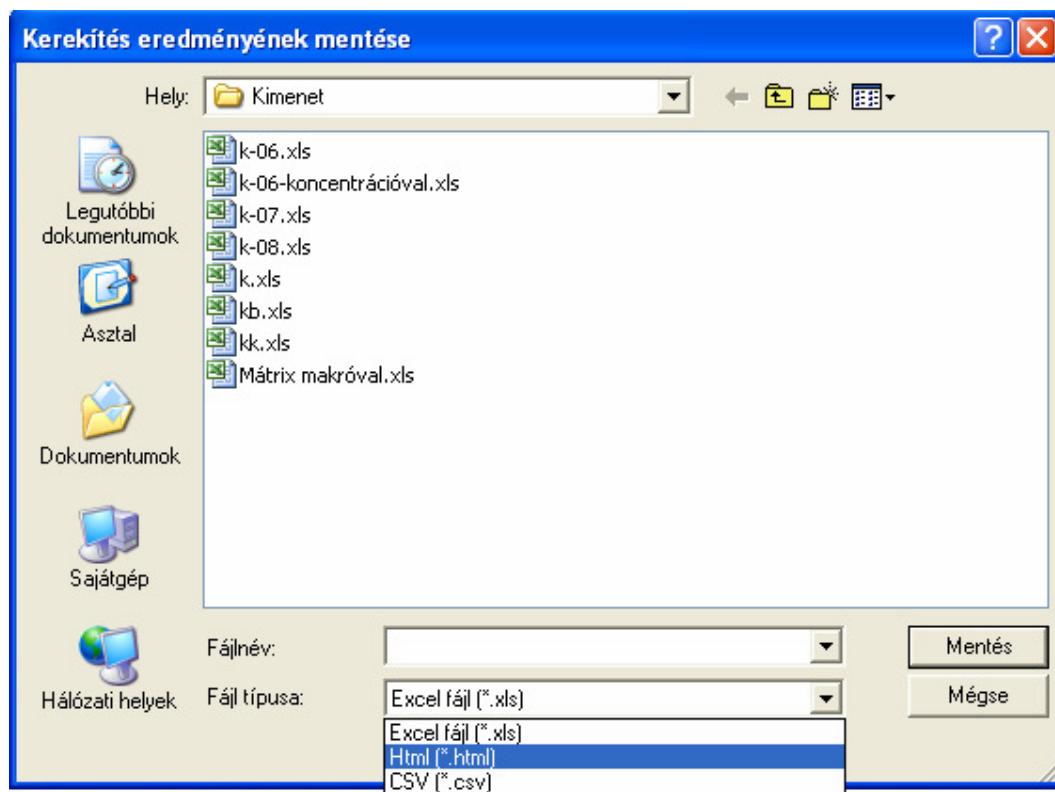 Kerekítés eredményének mentése
Hely:
Kimenet
k-06.xls
k-06-koncentrációval.xls
k-07.xls
k-08.xls
k.xls
kb.xls
kk.xls
Mátrix makróval.xls
Legutóbbi
dokumentumok
Asztal
Dokumentumok
Sajátgép
Hálózati helyek
Fájlnév:
Mentés
Fájl típusa:
Excel fájl (*.xls)
Mégse
Excel fájl (*.xls)
Html (*.html)
CSV (*.csv)